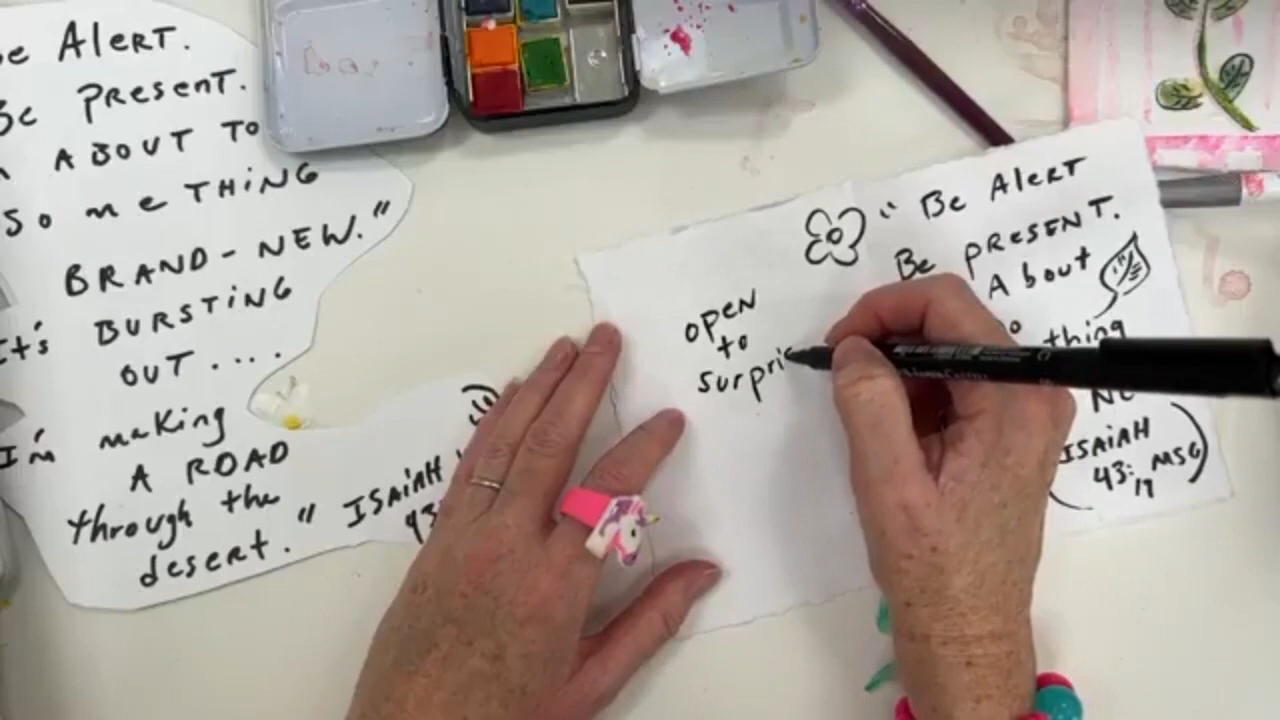 Be Alert.
Be present.
ABOUT TO
SomeTHING
BRAND-NEW."
It's BURSTING
OUT....
I'm making
A ROAD
through the
desert." ISAIAH
43
open
to
surpri
"Be Alert
Be PRESENT.
About
thing
ISAIAH
43:19 MSG)